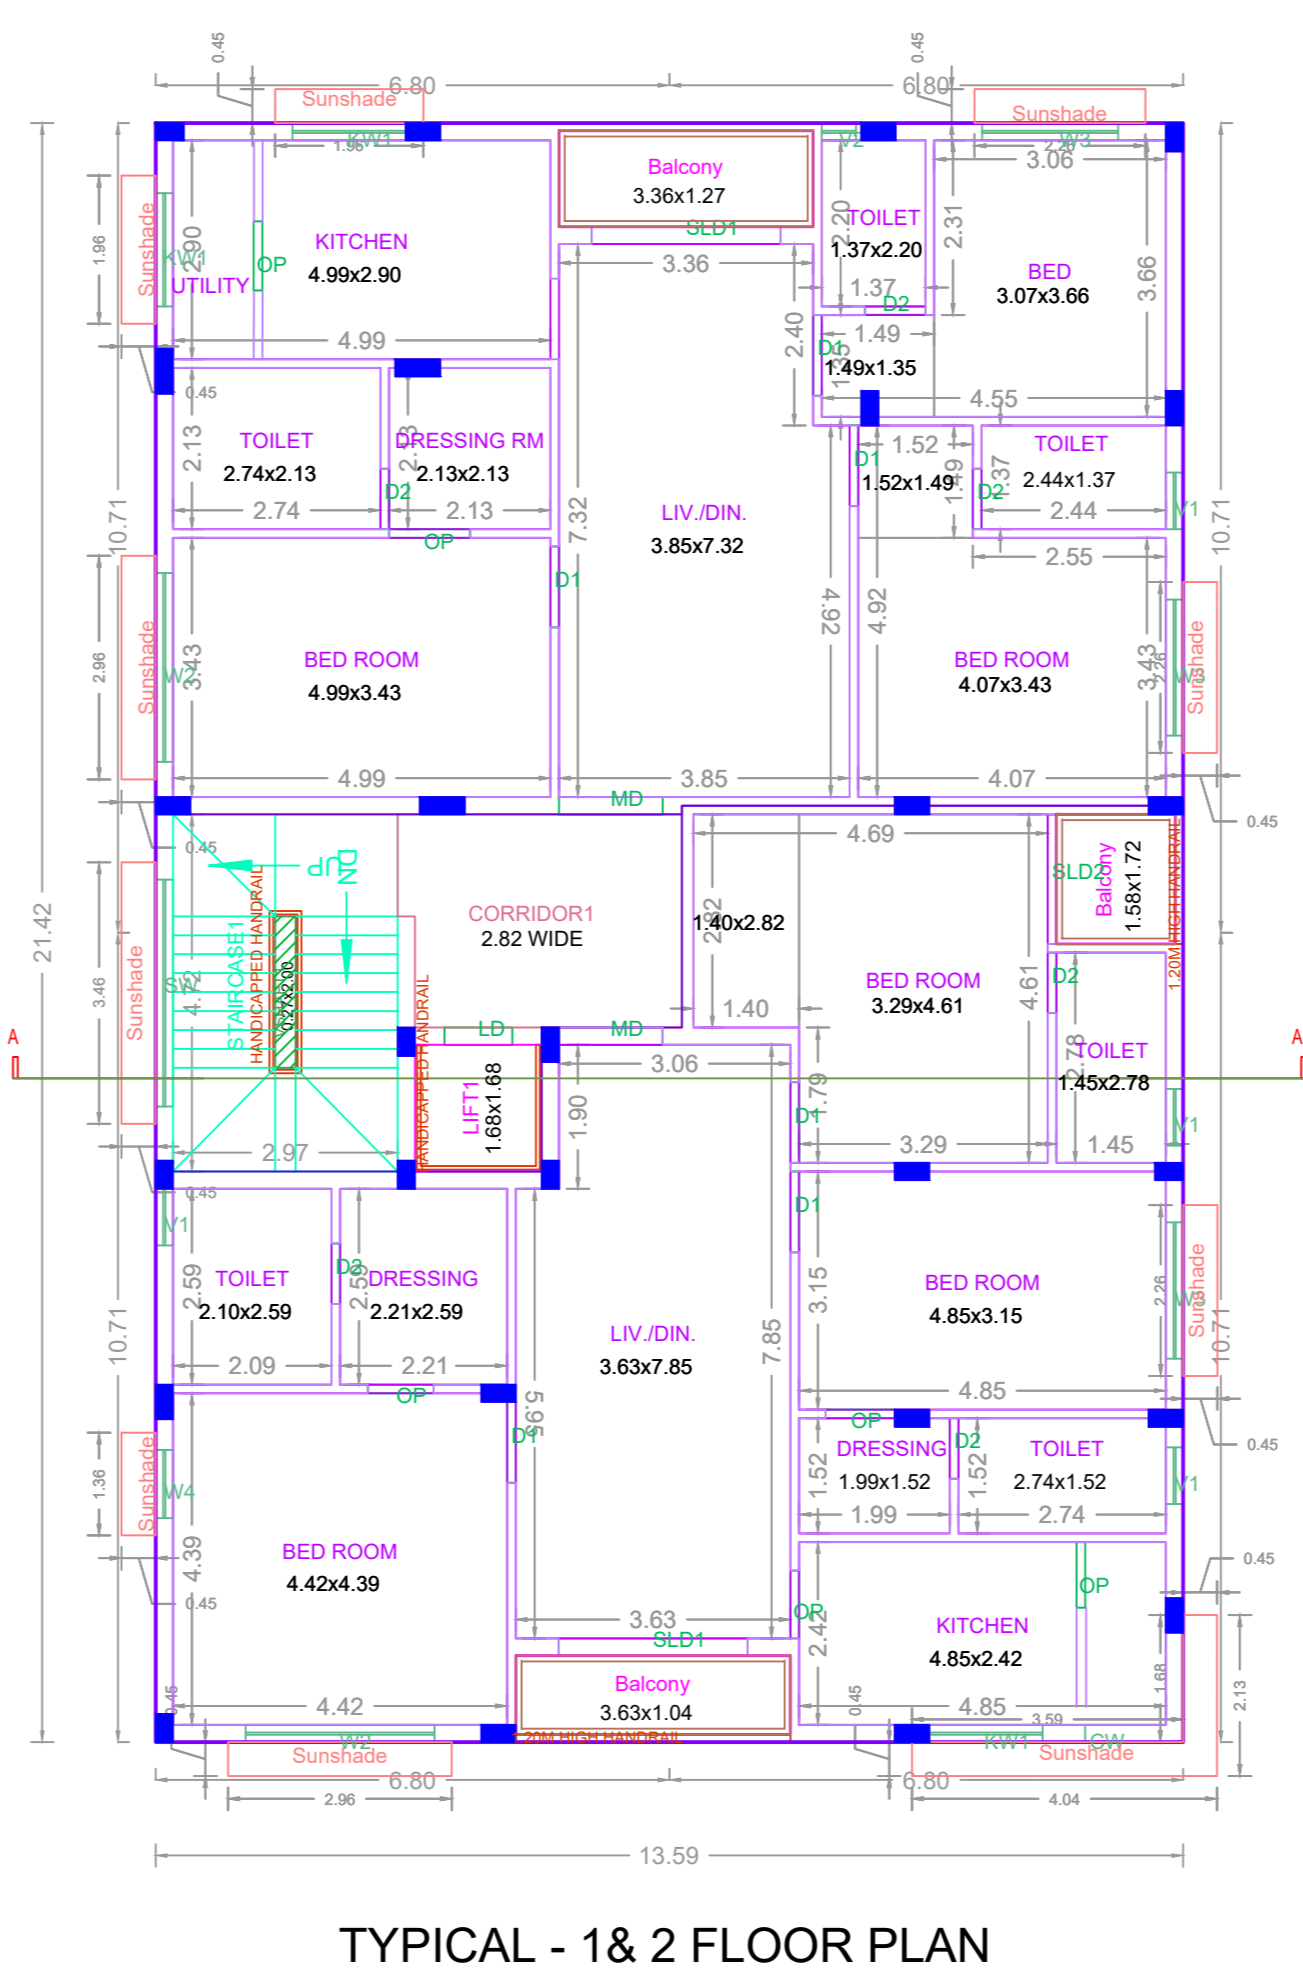 0.45
0.45
6.80
6.80
Sunshade
Sunshade
KW1
1.96
V2
W3
2.26
3.06
Balcony
3.36x1.27
SLD1
3.36
TOILET
1.37x2.20
2.20
2.31
1.37
D2
BED
3.07x3.66
3.66
1.96
Sunshade
KW1
2.90
UTILITY
OP
KITCHEN
4.99x2.90
4.99
2.40
D1
1.49
1.35
1.49x1.35
4.55
0.45
TOILET
2.74x2.13
2.13
2.74
D2
DRESSING RM
2.13x2.13
2.13
2.13
OP
10.71
7.32
LIV./DIN.
3.85x7.32
D1
D1
1.52
1.52x1.49
1.49
1.37
D2
TOILET
2.44x1.37
2.44
V1
2.55
10.71
2.96
Sunshade
W2
3.43
BED ROOM
4.99x3.43
4.99
3.85
4.92
4.92
BED ROOM
4.07x3.43
4.07
3.43
2.26
W3
Sunshade
MD
0.45
0.45
21.42
3.46
Sunshade
SW
4.72
STAIRCASE1
HANDICAPPED HANDRAIL
0.27x2.00
UP
DN
2.97
CORRIDOR1
2.82 WIDE
HANDICAPPED HANDRAIL
LD
LIFT1
1.68x1.68
MD
3.06
1.90
4.69
2.82
1.40x2.82
1.40
BED ROOM
3.29x4.61
4.61
3.29
1.79
D1
SLD2
Balcony
1.58x1.72
1.20M HIGH HANDRAIL
D2
TOILET
1.45x2.78
2.78
1.45
V1
A
A
0.45
V1
TOILET
2.10x2.59
2.59
2.09
D2
DRESSING
2.21x2.59
2.59
2.21
OP
10.71
LIV./DIN.
3.63x7.85
7.85
5.95
D1
D1
BED ROOM
4.85x3.15
3.15
4.85
2.26
W3
Sunshade
10.71
0.45
OP
DRESSING
1.99x1.52
1.52
1.99
D2
TOILET
2.74x1.52
1.52
2.74
V1
1.36
Sunshade
W4
4.39
BED ROOM
4.42x4.39
4.42
0.45
0.45
0.45
OP
2.42
KITCHEN
4.85x2.42
4.85
OP
3.59
1.68
2.13
3.63
SLD1
Balcony
3.63x1.04
20M HIGH HANDRAIL
0.45
W2
Sunshade
KW1
CW
Sunshade
6.80
6.80
2.96
4.04
13.59
TYPICAL - 1& 2 FLOOR PLAN